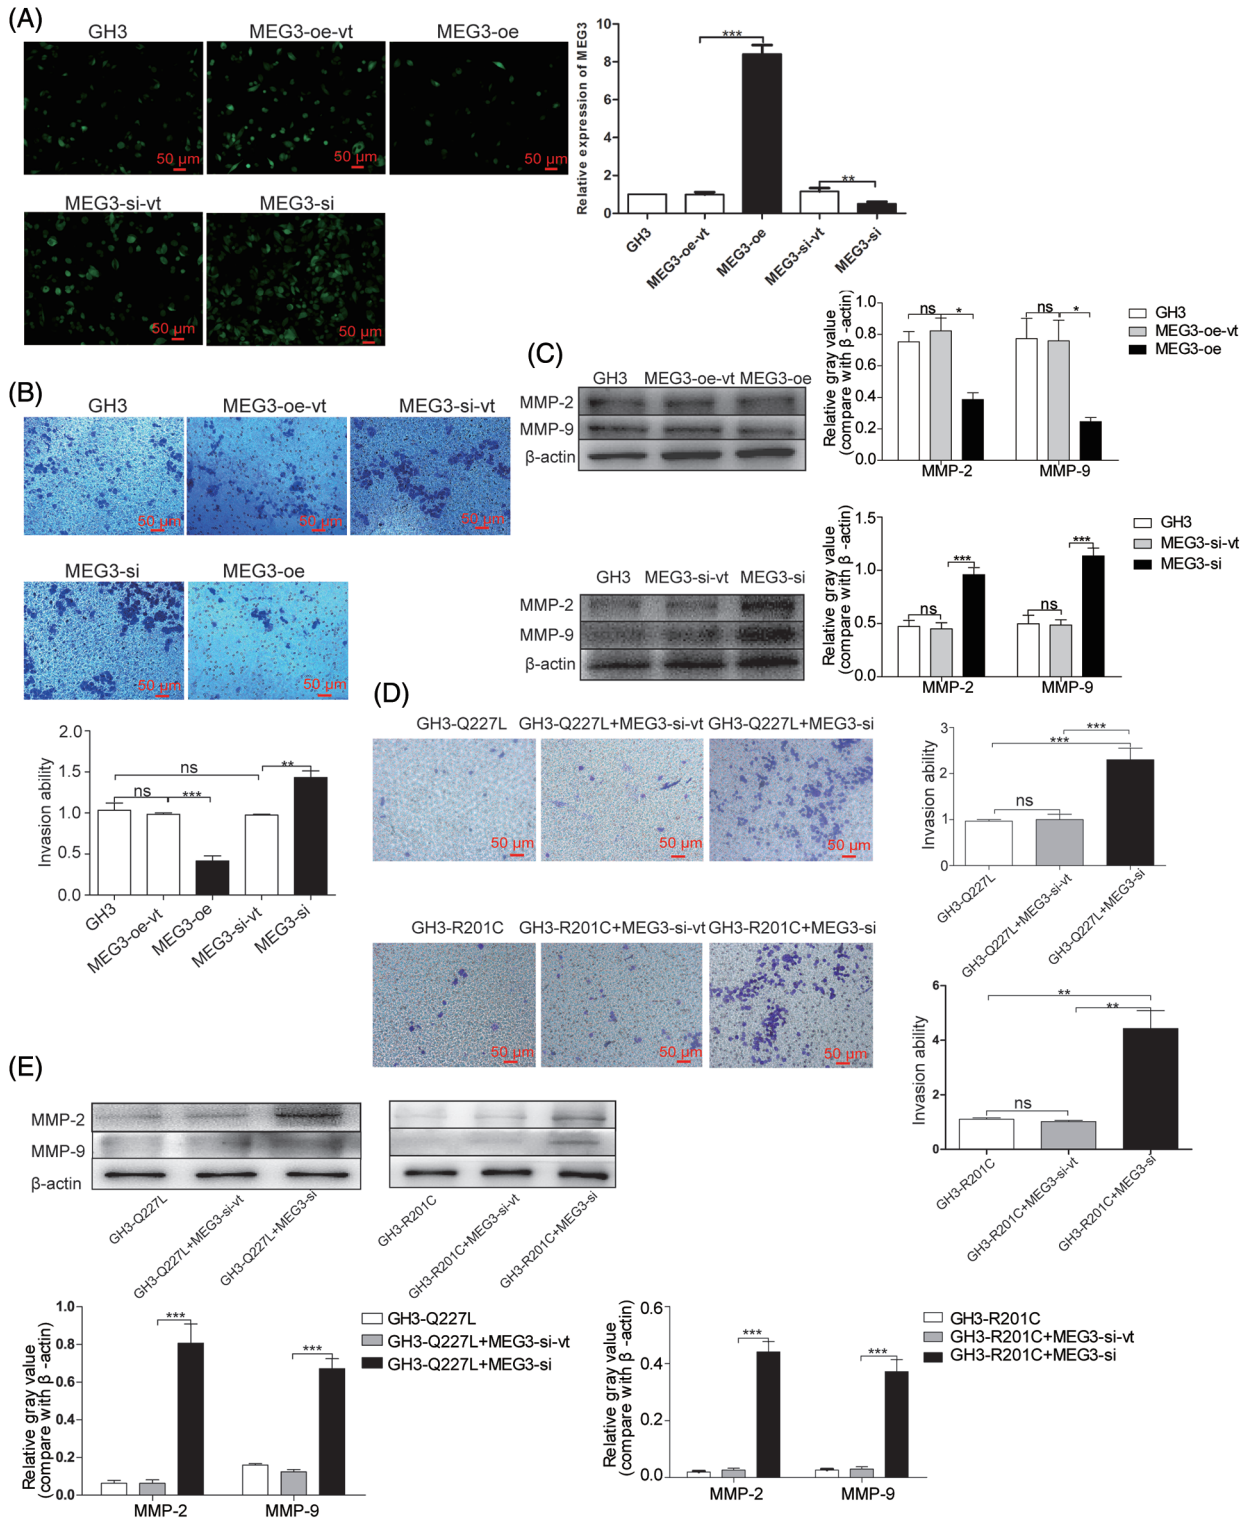 (A)
GH3
MEG3-oe-vt
MEG3-oe
50 µm
50 µm
50 µm
MEG3-si-vt
MEG3-si
50 µm
50 µm
Relative expression of MEG3
10
8
6
4
2
0
***
**
GH3
MEG3-oe-vt
MEG3-oe
MEG3-si-vt
MEG3-si
(B)
GH3
MEG3-oe-vt
MEG3-si-vt
50 µm
50 µm
50 µm
MEG3-si
MEG3-oe
50 µm
50 µm
Invasion ability
2.0
1.5
1.0
0.5
0.0
ns
**
ns
***
GH3
MEG3-oe-vt
MEG3-oe
MEG3-si-vt
MEG3-si
(C)
GH3
MEG3-oe-vt
MEG3-oe
MMP-2
MMP-9
β-actin
Relative gray value
(compare with β -actin)
1.0
0.8
0.6
0.4
0.2
0.0
ns
*
ns
*
MMP-2
MMP-9
GH3
MEG3-oe-vt
MEG3-oe
GH3
MEG3-si-vt
MEG3-si
MMP-2
MMP-9
β-actin
Relative gray value
(compare with β -actin)
1.5
1.0
0.5
0.0
ns
***
ns
***
MMP-2
MMP-9
GH3
MEG3-si-vt
MEG3-si
(D)
GH3-Q227L
GH3-Q227L+MEG3-si-vt
GH3-Q227L+MEG3-si
50 µm
50 µm
50 µm
Invasion ability
3
2
1
0
***
***
ns
GH3-Q227L
GH3-Q227L+MEG3-si-vt
GH3-Q227L+MEG3-si
GH3-R201C
GH3-R201C+MEG3-si-vt
GH3-R201C+MEG3-si
50 µm
50 µm
50 µm
Invasion ability
6
4
2
0
**
**
ns
GH3-R201C
GH3-R201C+MEG3-si-vt
GH3-R201C+MEG3-si
(E)
MMP-2
MMP-9
β-actin
GH3-Q227L
GH3-Q227L+MEG3-si-vt
GH3-Q227L+MEG3-si
GH3-R201C
GH3-R201C+MEG3-si-vt
GH3-R201C+MEG3-si
Relative gray value
(compare with β -actin)
1.0
0.8
0.6
0.4
0.2
0.0
***
***
MMP-2
MMP-9
GH3-Q227L
GH3-Q227L+MEG3-si-vt
GH3-Q227L+MEG3-si
Relative gray value
(compare with β -actin)
0.6
0.4
0.2
0.0
***
***
MMP-2
MMP-9
GH3-R201C
GH3-R201C+MEG3-si-vt
GH3-R201C+MEG3-si